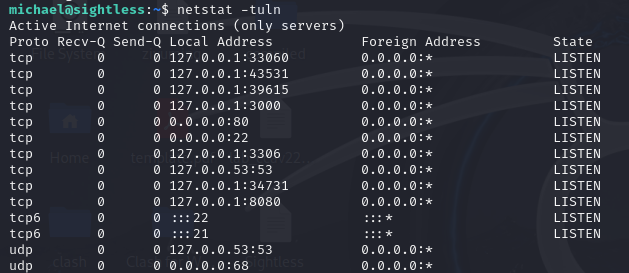 michael@sightless:~$ netstat -tuln
Active Internet connections (only servers)
Proto Recv-Q Send-Q Local Address           Foreign Address         State
tcp        0      0 127.0.0.1:33060         0.0.0.0:*               LISTEN
tcp        0      0 127.0.0.1:43531         0.0.0.0:*               LISTEN
tcp        0      0 127.0.0.1:39615         0.0.0.0:*               LISTEN
tcp        0      0 127.0.0.1:3000          0.0.0.0:*               LISTEN
tcp        0      0 0.0.0.0:80              0.0.0.0:*               LISTEN
tcp        0      0 0.0.0.0:22              0.0.0.0:*               LISTEN
tcp        0      0 127.0.0.1:3306          0.0.0.0:*               LISTEN
tcp        0      0 127.0.0.53:53           0.0.0.0:*               LISTEN
tcp        0      0 127.0.0.1:34731         0.0.0.0:*               LISTEN
tcp        0      0 127.0.0.1:8080          0.0.0.0:*               LISTEN
tcp6       0      0 :::22                   :::*                    LISTEN
tcp6       0      0 :::21                   :::*                    LISTEN
udp        0      0 127.0.0.53:53           0.0.0.0:*
udp        0      0 0.0.0.0:68              0.0.0.0:*
File System
Home
clash